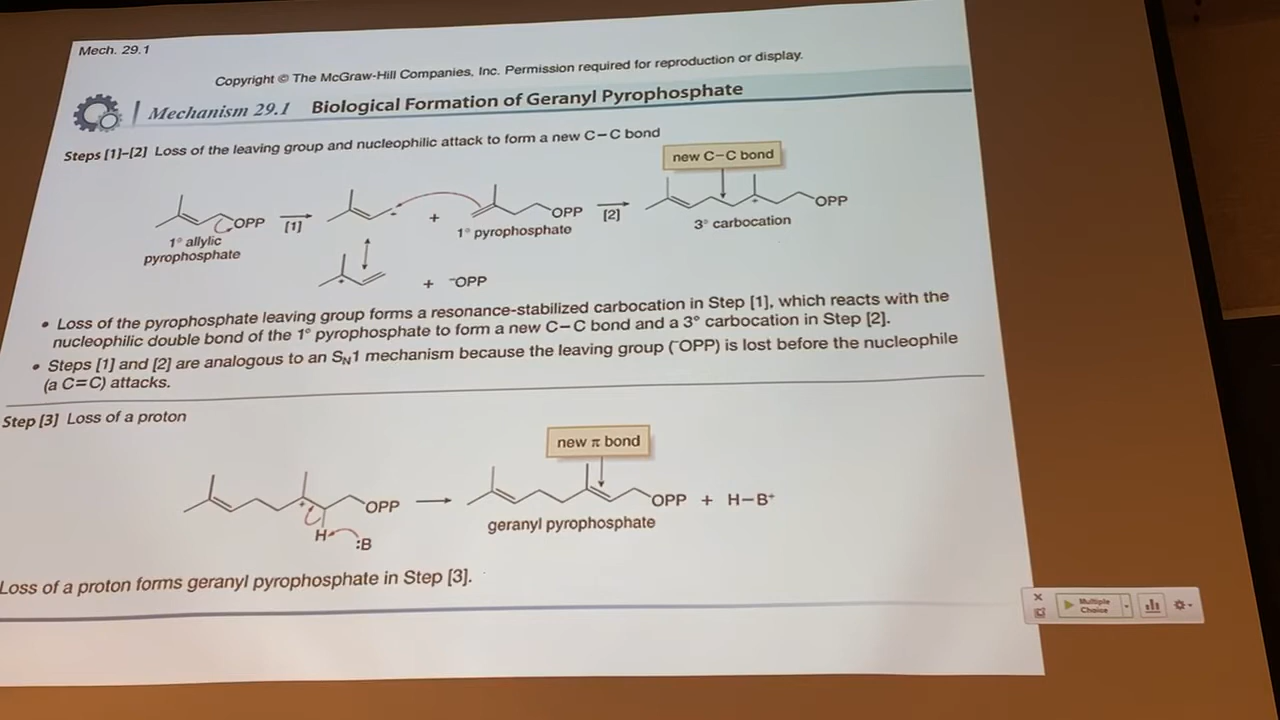 Mech. 29.1
Copyright © The McGraw-Hill Companies, Inc. Permission required for reproduction or display.
Mechanism 29.1 Biological Formation of Geranyl Pyrophosphate
Steps [1]–[2] Loss of the leaving group and nucleophilic attack to form a new C–C bond
new C–C bond
OPP [1] + OPP [2] OPP
1° allylic
pyrophosphate
1° pyrophosphate
3° carbocation
+ ⁻OPP
• Loss of the pyrophosphate leaving group forms a resonance-stabilized carbocation in Step [1], which reacts with the
nucleophilic double bond of the 1° pyrophosphate to form a new C–C bond and a 3° carbocation in Step [2].
• Steps [1] and [2] are analogous to an SN1 mechanism because the leaving group (⁻OPP) is lost before the nucleophile
(a C=C) attacks.
Step [3] Loss of a proton
new π bond
OPP OPP + H–B⁺
H :B
geranyl pyrophosphate
Loss of a proton forms geranyl pyrophosphate in Step [3].
Multiple
Choice